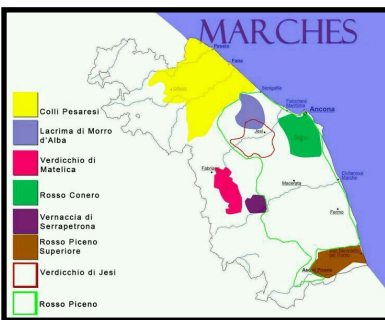 MARCHES
Pesaro
Fano
Senigallia
Ancona
Jesi
Fabriano
Macerata
Civitanova
Marche
Fermo
Ascoli Piceno
Colli Pesaresi
Lacrima di Morro
d'Alba
Verdicchio di
Matelica
Rosso Conero
Vernaccia di
Serrapetrona
Rosso Piceno
Superiore
Verdicchio di Jesi
Rosso Piceno